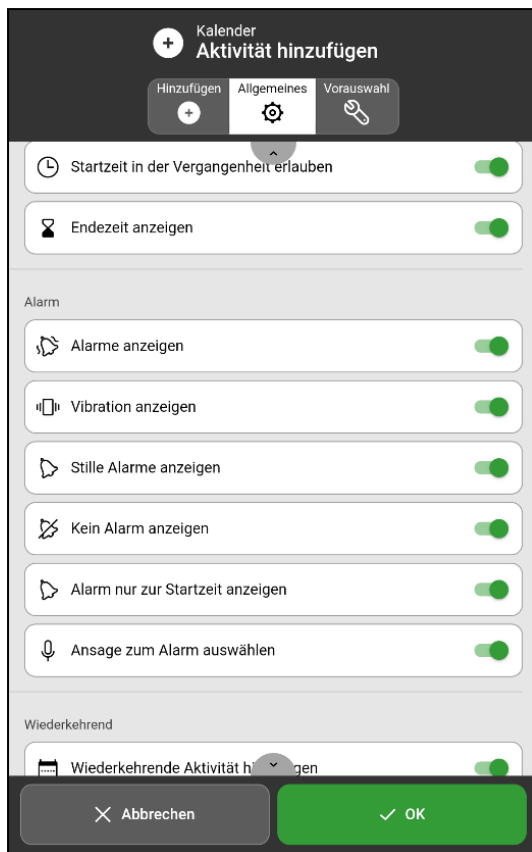 Kalender
Aktivität hinzufügen
Hinzufügen Allgemeines Vorauswahl
Startzeit in der Vergangenheit erlauben
Endezeit anzeigen
Alarm
Alarme anzeigen
Vibration anzeigen
Stille Alarme anzeigen
Kein Alarm anzeigen
Alarm nur zur Startzeit anzeigen
Ansage zum Alarm auswählen
Wiederkehrend
Wiederkehrende Aktivität
Abbrechen OK